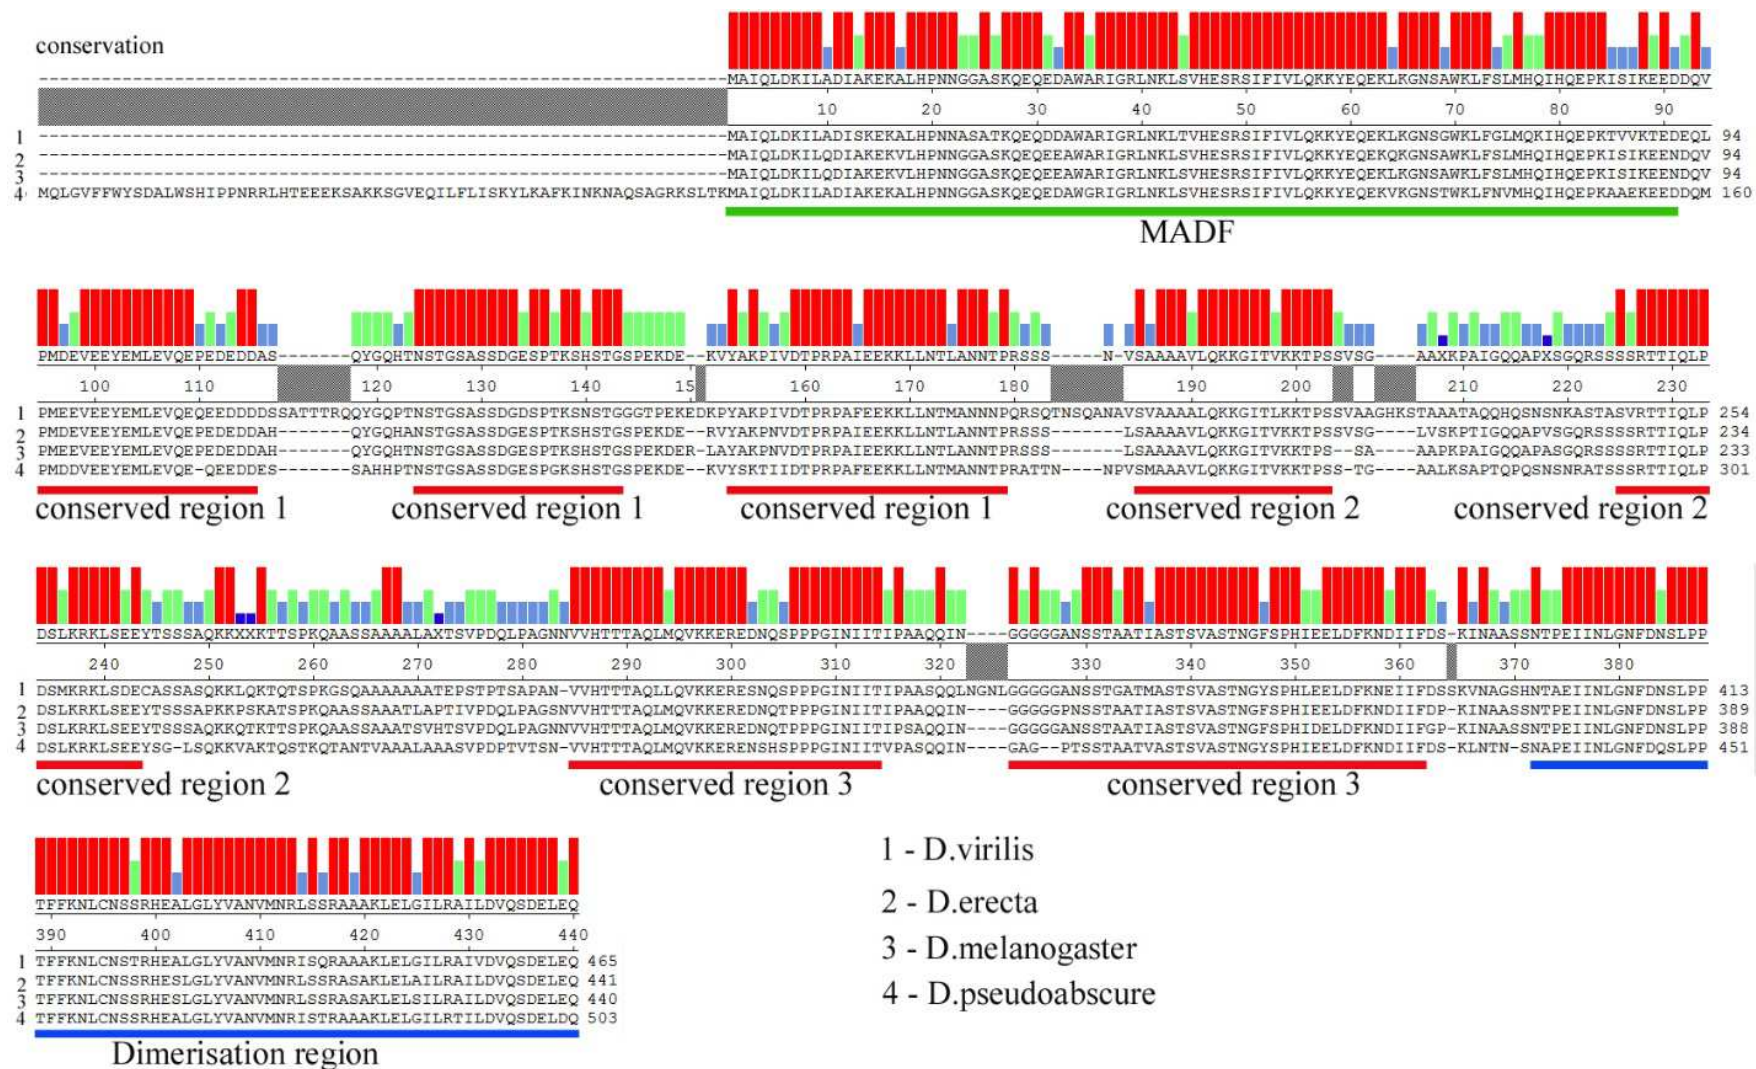 conservation
------------------------------------------------------------------MAIQLDKILADIAKEKALHPNNGGASKQEQEDAWARIGRLNKLSVHESRSIFIVLQKKYEQEKLKGNSAWKLFSLMHQIHQEPKISIKEEDDQV
10 20 30 40 50 60 70 80 90
1 ------------------------------------------------------------------MAIQLDKILADISKEKALHPNNASATKQEQDDAWARIGRLNKLTVHESRSIFIVLQKKYEQEKLKGNSGWKLFGLMQKIHQEPKTVVKTEDEQL 94
2 ------------------------------------------------------------------MAIQLDKILQDIAKEKVLHPNNGGASKQEQEEAWARIGRLNKLSVHESRSIFIVLQKKYEQEKQKGNSAWKLFSLMHQIHQEPKISIKEENDQV 94
3 ------------------------------------------------------------------MAIQLDKILADIAKEKVLHPNNGGASKQEQEEAWARIGRLNKLSVHESRSIFIVLQKKYEQEKLKGNSAWKLFSLMHQIHQEPKISIKEENDQV 94
4 MQLGVFFWYSDALWSHIPPNRRLHTEEEKSAKKSGVEQILFLISKYLKAFKINKNAQSAGRKSLTKMAIQLDKILADIAKEKALHPNNGGASKQEQEDAWGRIGRLNKLSVHESRSIFIVLQKKYEQEKVKGNSTWKLFNVMHQIHQEPKAAEKEEDDQM 160
MADF
PMDEVEEYEMLEVQEPEDEDDAS-------QYGQHTNSTGSASSDGESPTKSHSTGSPEKDE--KVYAKPIVDTPRPAIEEKKLLNTLANNTPRSSS-----N-VSAAAAVLQKKGITVKKTPSSVSG----AAXKPAIGQQAPXSGQRSSSSRTTIQLP
100 110 120 130 140 150 160 170 180 190 200 210 220 230
1 PMEEVEEYEMLEVQEQEEDDDDSSATTTRQQYGQPTNSTGSASSDGDSPTKSNSTGGGTPEKEDKPYAKPIVDTPRPAFEEKKLLNTMANNNPQRSQTNSQANAVSVAAAALQKKGITLKKTPSSVAAGHKSTAAATAQQHQSNSNKASTASVRTTIQLP 254
2 PMDEVEEYEMLEVQEPEDEDDAH-------QYGQHANSTGSASSDGESPTKSHSTGSPEKDE--RVYAKPNVDTPRPAIEEKKLLNTLANNTPRSSS-------LSAAAAVLQKKGITVKKTPSSVSG----LVSKPTIGQQAPVSGQRSSSSRTTIQLP 234
3 PMEEVEEYEMLEVQEPEDEDDAH-------QYGQHTNSTGSASSDGESPTKSHSTGSPEKDER-LAYAKPIVDTPRPAIEEKKLLNTLANNTPRSSS-------LSAAAAVLQKKGITVKKTPS--SA----AAPKPAIGQQAPASGQRSSSSRTTIQLP 233
4 PMDDVEEYEMLEVQE-QEEDDES-------SAHHPTNSTGSASSDGESPGKSHSTGSPEKDE--KVYSKTIIDTPRPAFEEKKLLNTMANNTPRATTN----NPVSMAAAVLQKKGITVKKTPSS-TG----AALKSAPTQPQSNSNRATSSSRTTIQLP 301
conserved region 1 conserved region 1 conserved region 1 conserved region 2 conserved region 2
DSLKRKLSEEYTSSSAQKKXXKTTSPKQAASSAAAALAXTSVPDQLPAGNNVVHTTTAQLMQVKKEREDNQSPPPGINIITIPAAQQIN----GGGGGANSSTAATIASTSVASTNGFSPHIEELDFKNDIIFDS-KINAASSNTPEIINLGNFDNSLPP
240 250 260 270 280 290 300 310 320 330 340 350 360 370 380
1 DSMKRKLSDECASSASQKKLQKTQTSPKGSQAAAAAAATEPSTPTSAPAN-VVHTTTAQLLQVKKERESNQSPPPGINIITIPAASQQLNGNLGGGGGANSSTGATMASTSVASTNGYSPHLEELDFKNEIIFDSSKVNAGSHNTAEIINLGNFDNSLPP 413
2 DSLKRKLSEEYTSSSAPKKPSKATSPKQAASSAAATLAPTIVPDQLPAGSNVVHTTTAQLMQVKKEREDNQTPPPGINIITIPAAQQIN----GGGGGPNSSTAATIASTSVASTNGFSPHIEELDFKNDIIFDP-KINAASSNTPEIINLGNFDNSLPP 389
3 DSLKRKLSEEYTSSSAQKKQTKTTSPKQAASSAAATSVHTSVPDQLPAGNNVVHTTTAQLMQVKKEREDNQTPPPGINIITIPSAQQIN----GGGGGANSSTAATIASTSVASTNGFSPHIDELDFKNDIIFGP-KINAASSNTPEIINLGNFDNSLPP 388
4 DSLKRKLSEEYSG-LSQKKVAKTQSTKQTANTVAAALAAASVPDPTVTSN-VVHTTTAQLMQVKKERENSHSPPPGINIITVPASQQIN----GAG--PTSSTAATVASTSVASTNGYSPHIEELDFKNDIIFDS-KLNTN-SNAPEIINLGNFDQSLPP 451
conserved region 2 conserved region 3 conserved region 3
TFFKNLCNSSRHEALGLYVANVMNRLSSRAAAKLELGILRAILDVQSDELEQ
390 400 410 420 430 440
1 TFFKNLCNSTRHEALGLYVANVMNRISQRAAAKLELGILRAIVDVQSDELEQ 465
2 TFFKNLCNSSRHESLGLYVANVMNRLSSRASAKLELAILRAILDVQSDELEQ 441
3 TFFKNLCNSSRHESLGLYVANVMNRLSSRASAKLELSILRAILDVQSDELEQ 440
4 TFFKNLCNSSRHEALGLYVANVMNRISTRAAAKLELGILRTILDVQSDELDQ 503
Dimerisation region
1 - D.virilis
2 - D.erecta
3 - D.melanogaster
4 - D.pseudoabscure